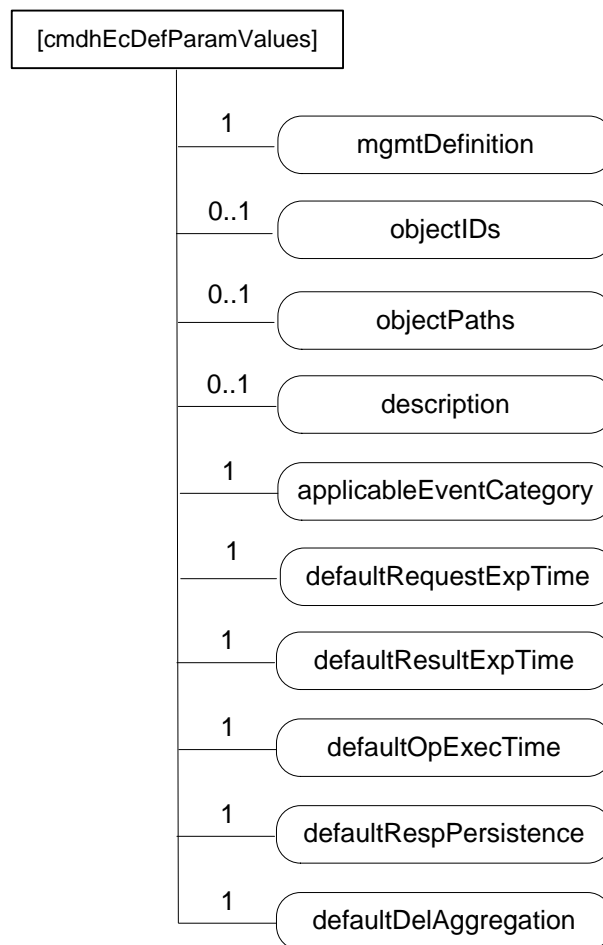 [cmdhEcDefParamValues]
1
mgmtDefinition
0..1
objectIDs
0..1
objectPaths
0..1
description
1
applicableEventCategory
1
defaultRequestExpTime
1
defaultResultExpTime
1
defaultOpExecTime
1
defaultRespPersistence
1
defaultDelAggregation